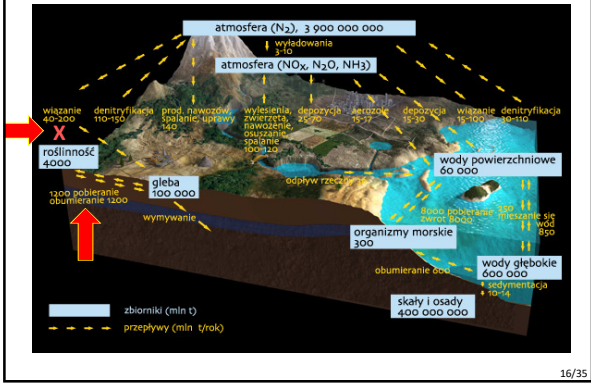 atmosfera (N2), 3 900 000 000
wyładowania
3-10
atmosfera (NOX, N2O, NH3)
wiązanie
40-200
denitryfikacja
110-150
prod. nawozów,
spalanie, uprawy
140
wylesienia,
zwierzęta,
nawożenie,
osuszanie,
spalanie
100-120
depozycja
25-70
aerozole
15-17
depozycja
15-30
wiązanie
15-100
denitryfikacja
30-110
X
roślinność
4000
gleba
100 000
1200 pobieranie
obumieranie 1200
wymywanie
odpływ rzeczny
wody powierzchniowe
60 000
8000 pobieranie
zwrot 8000
250
mieszanie się
wód
850
organizmy morskie
300
obumieranie 600
wody głębokie
600 000
sedymentacja
10-14
skały i osady
400 000 000
zbiorniki (mln t)
przepływy (mln t/rok)
16/35